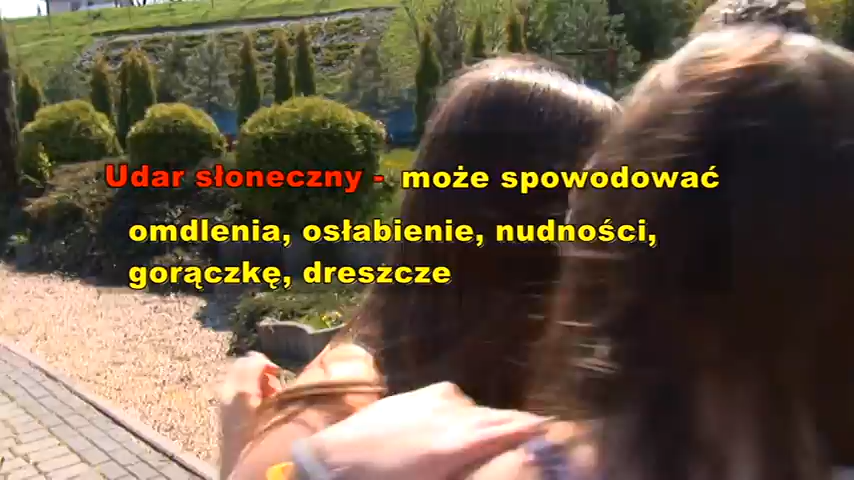 Udar słoneczny - może spowodować
omdlenia, osłabienie, nudności,
gorączkę, dreszcze